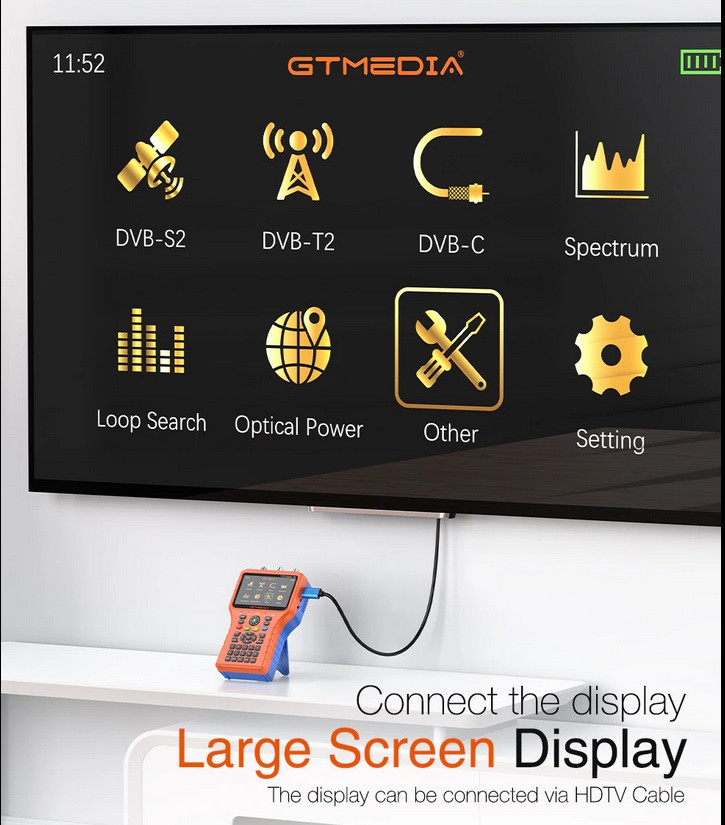 11:52
GTMEDIA®
DVB-S2
DVB-T2
DVB-C
Spectrum
Loop Search
Optical Power
Other
Setting
Connect the display
Large Screen Display
The display can be connected via HDTV Cable